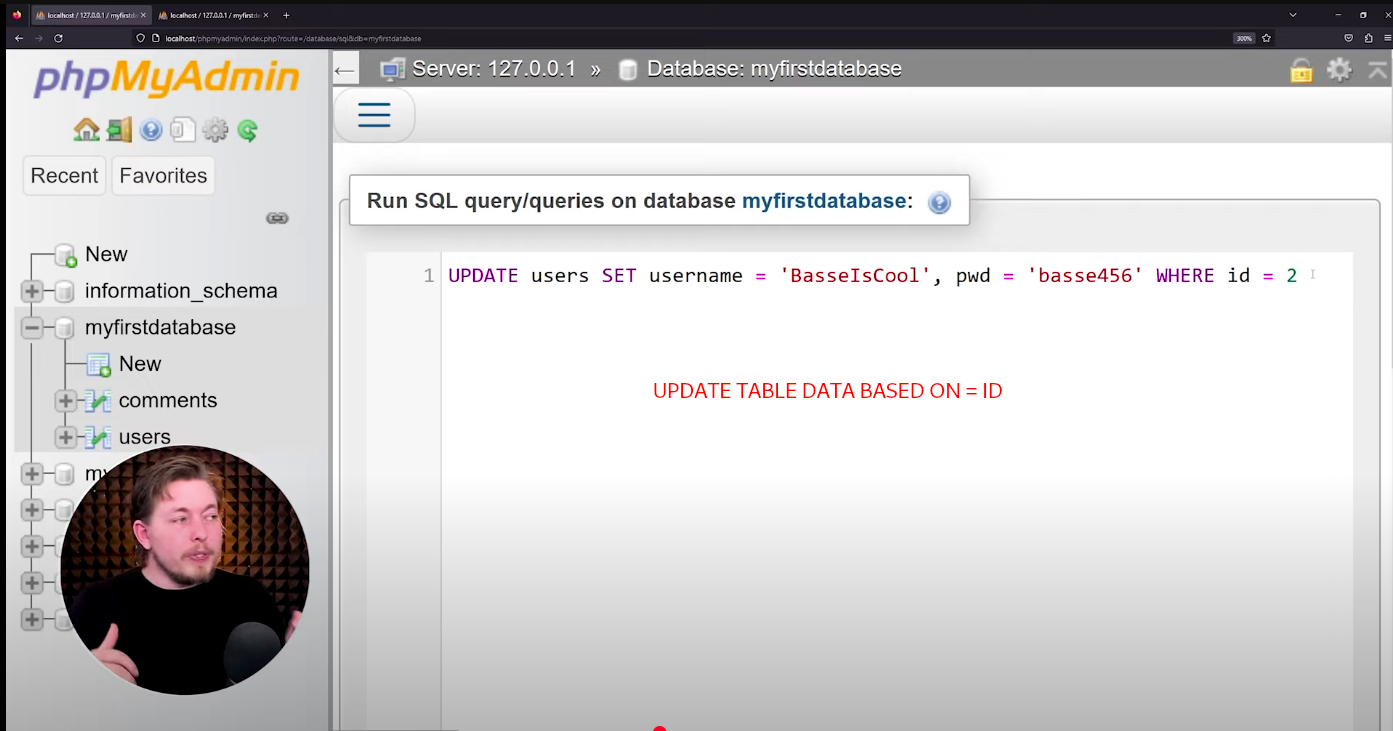 localhost / 127.0.0.1 / myfirstda
localhost / 127.0.0.1 / myfirstd
localhost/phpmyadmin/index.php?route=/database/sql&db=myfirstdatabase
300%
phpMyAdmin
Server: 127.0.0.1 » Database: myfirstdatabase
Recent Favorites
Run SQL query/queries on database myfirstdatabase:
New
information_schema
myfirstdatabase
New
comments
users
my
1 UPDATE users SET username = 'BasseIsCool', pwd = 'basse456' WHERE id = 2
UPDATE TABLE DATA BASED ON = ID